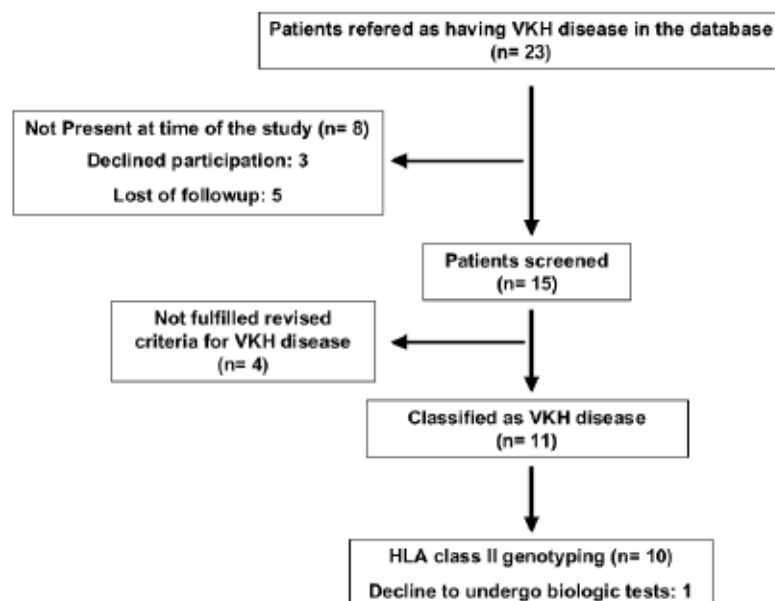 Patients refered as having VKH disease in the database
(n= 23)
Not Present at time of the study (n= 8)
Declined participation: 3
Lost of followup: 5
Patients screened
(n= 15)
Not fulfilled revised
criteria for VKH disease
(n= 4)
Classified as VKH disease
(n= 11)
HLA class II genotyping (n= 10)
Decline to undergo biologic tests: 1